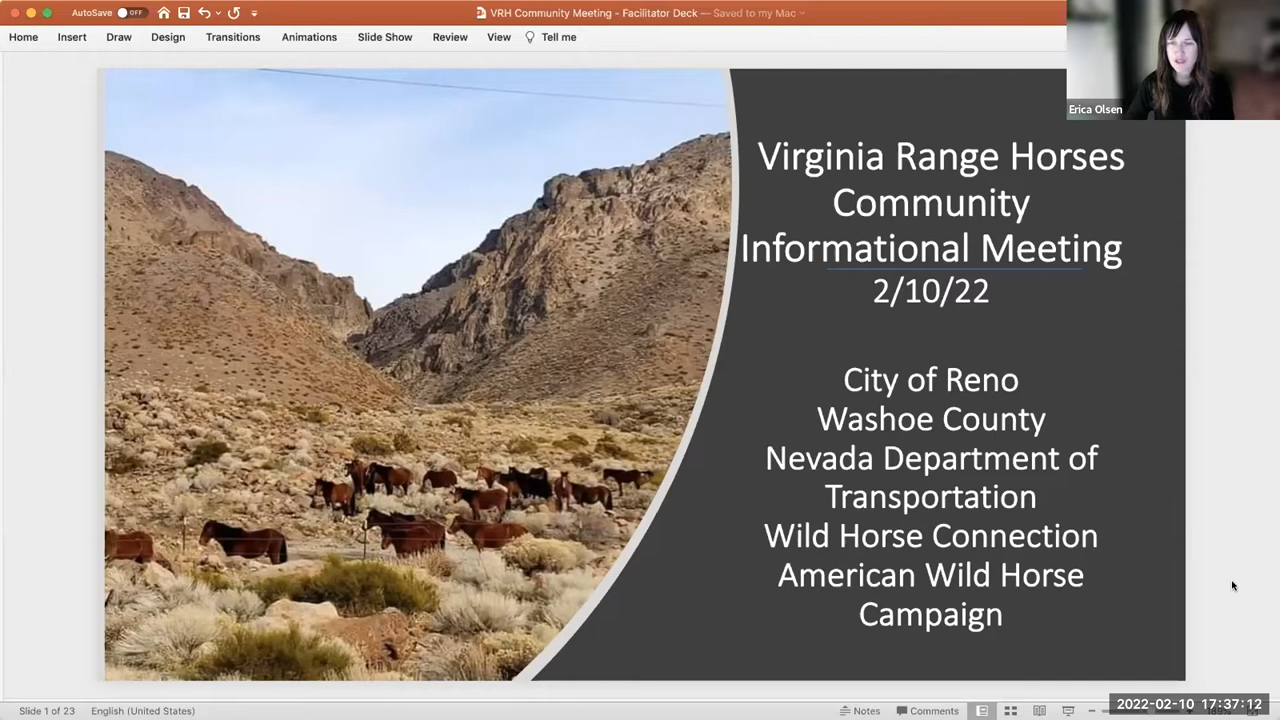 AutoSave OFF
VRH Community Meeting - Facilitator Deck — Saved to my Mac
Home Insert Draw Design Transitions Animations Slide Show Review View Tell me
Erica Olsen
Virginia Range Horses
Community
Informational Meeting
2/10/22
City of Reno
Washoe County
Nevada Department of
Transportation
Wild Horse Connection
American Wild Horse
Campaign
Slide 1 of 23 English (United States) Notes Comments
2022-02-10 17:37:12